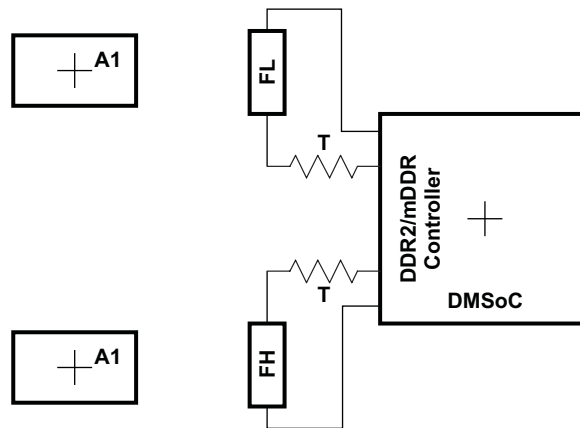 A1
FL
T
DDR2/mDDR
Controller
DMSoC
T
A1
FH